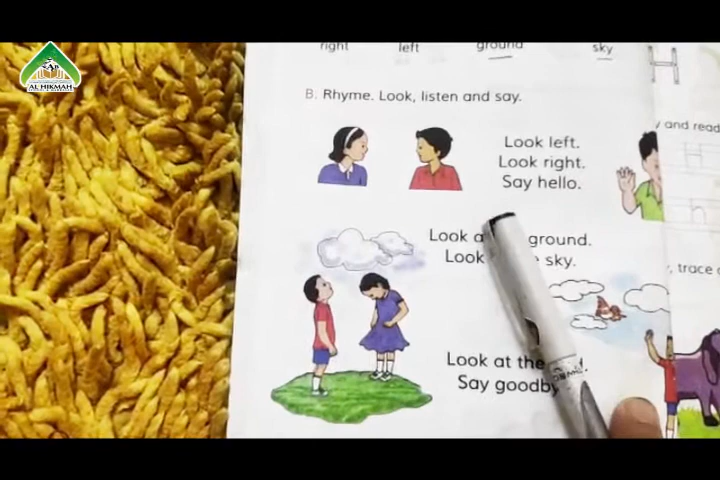 AL HIKMAH
right left ground sky
H
B. Rhyme. Look, listen and say.
Look left.
Look right.
Say hello.
Look ground.
Look sky.
Look at the
Say goodby
and read
H
h
, trace